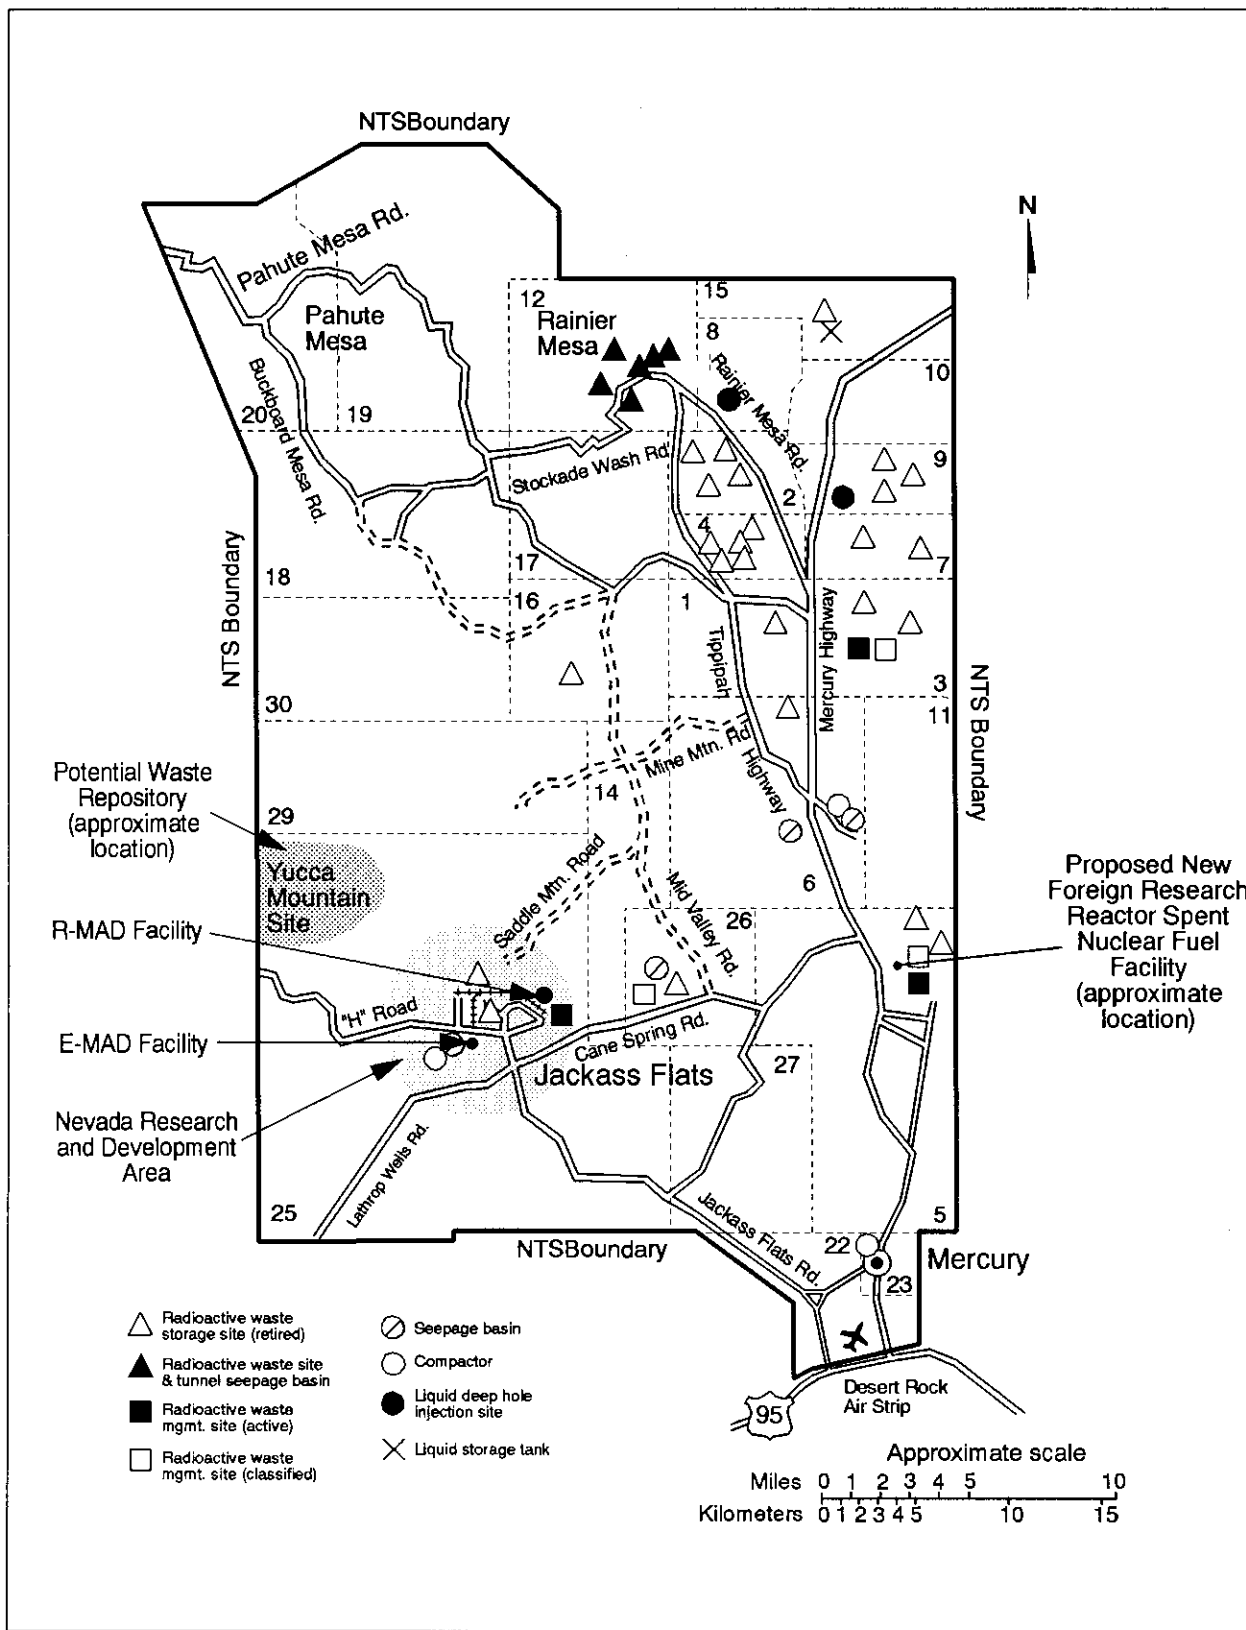 NTSBoundary
N
Pahute Mesa Rd.
Pahute
Mesa
12
Rainier
Mesa
15
8
10
Rainier Mesa Rd.
Buckboard Mesa Rd.
20
19
Stockade Wash Rd
9
2
4
7
17
18
16
1
NTS Boundary
Tippipah
Highway
Mercury Highway
3
11
NTS Boundary
30
Mine Mtn. Rd
14
29
Potential Waste
Repository
(approximate
location)
Yucca
Mountain
Site
Saddle Mtn. Road
Mid Valley Rd.
6
26
Proposed New
Foreign Research
Reactor Spent
Nuclear Fuel
Facility
(approximate
location)
R-MAD Facility
"H" Road
Cane Spring Rd.
E-MAD Facility
Jackass Flats
27
Nevada Research
and Development
Area
Lathrop Wells Rd.
25
Jackass Flats Rd.
5
NTSBoundary
22
Mercury
23
Desert Rock
Air Strip
95
Radioactive waste
storage site (retired)
Radioactive waste site
& tunnel seepage basin
Radioactive waste
mgmt. site (active)
Radioactive waste
mgmt. site (classified)
Seepage basin
Compactor
Liquid deep hole
injection site
Liquid storage tank
Approximate scale
Miles 0 1 2 3 4 5 10
Kilometers 0 1 2 3 4 5 10 15